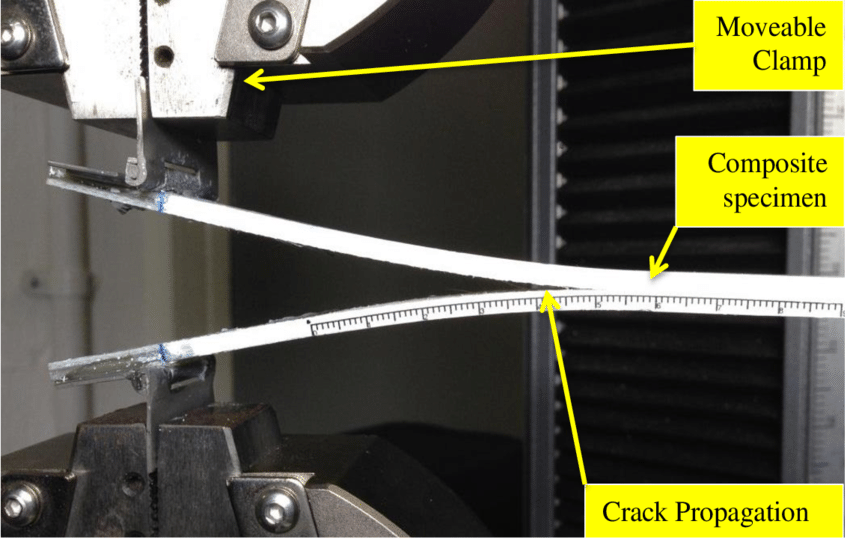 Moveable
Clamp
Composite
specimen
Crack Propagation